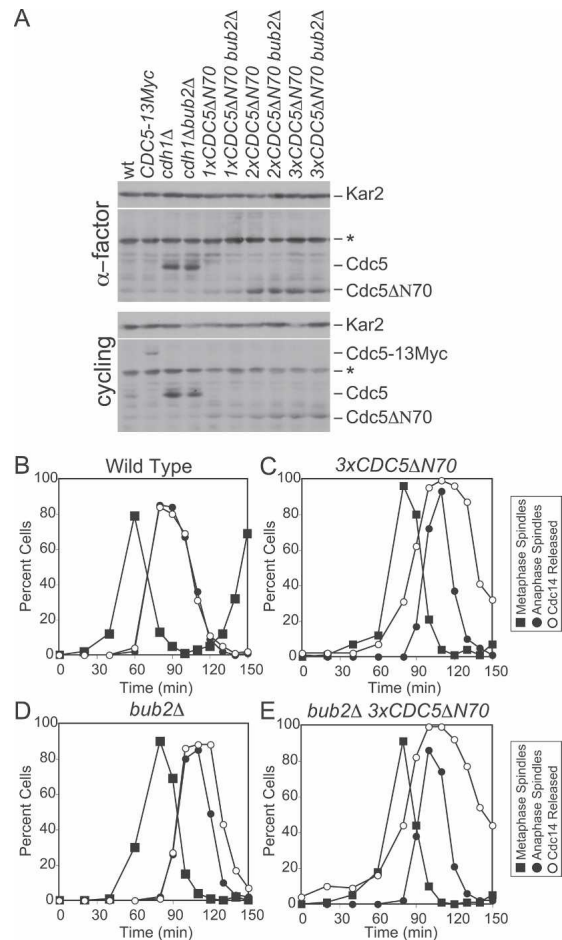 A
wt
CDC5-13Myc
cdh1Δ
cdh1Δbub2Δ
1xCDC5ΔN70
1xCDC5ΔN70 bub2Δ
2xCDC5ΔN70
2xCDC5ΔN70 bub2Δ
3xCDC5ΔN70
3xCDC5ΔN70 bub2Δ
α-factor
Kar2
*
Cdc5
Cdc5ΔN70
cycling
Kar2
Cdc5-13Myc
*
Cdc5
Cdc5ΔN70
B
Wild Type
Percent Cells
100
80
60
40
20
0
0 30 60 90 120 150
Time (min)
C
3xCDC5ΔN70
Percent Cells
100
80
60
40
20
0
0 30 60 90 120 150
Time (min)
Metaphase Spindles
Anaphase Spindles
Cdc14 Released
D
bub2Δ
Percent Cells
100
80
60
40
20
0
0 30 60 90 120 150
Time (min)
E
bub2Δ 3xCDC5ΔN70
Percent Cells
100
80
60
40
20
0
0 30 60 90 120 150
Time (min)
Metaphase Spindles
Anaphase Spindles
Cdc14 Released